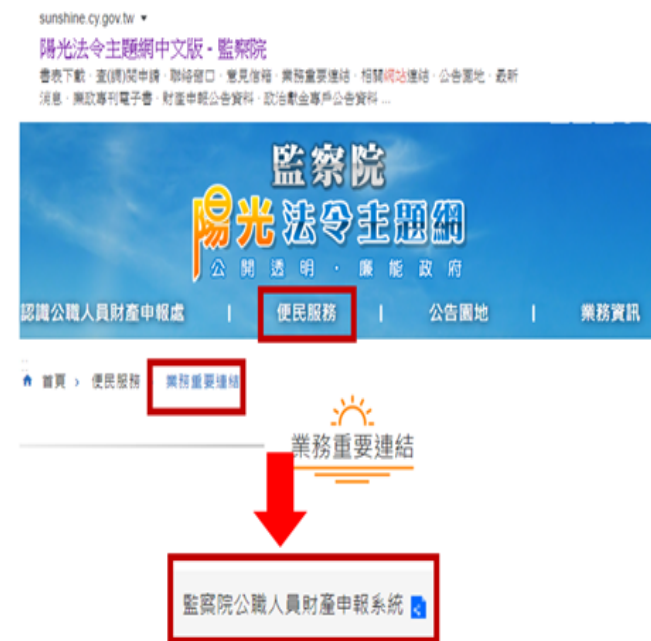 sunshine.cy.gov.tw
陽光法令主題網中文版 - 監察院
書表下載 · 查(調)閱申請 · 聯絡窗口 · 意見信箱 · 業務重要連結 · 相關網站連結 · 公告園地 · 最新
消息 · 廉政專刊電子書 · 財產申報公告資料 · 政治獻金專戶公告資料 ...
監察院
陽光法令主題網
公開透明 · 廉能政府
認識公職人員財產申報處 | 便民服務 | 公告園地 | 業務資訊
首頁 › 便民服務 業務重要連結
業務重要連結
監察院公職人員財產申報系統